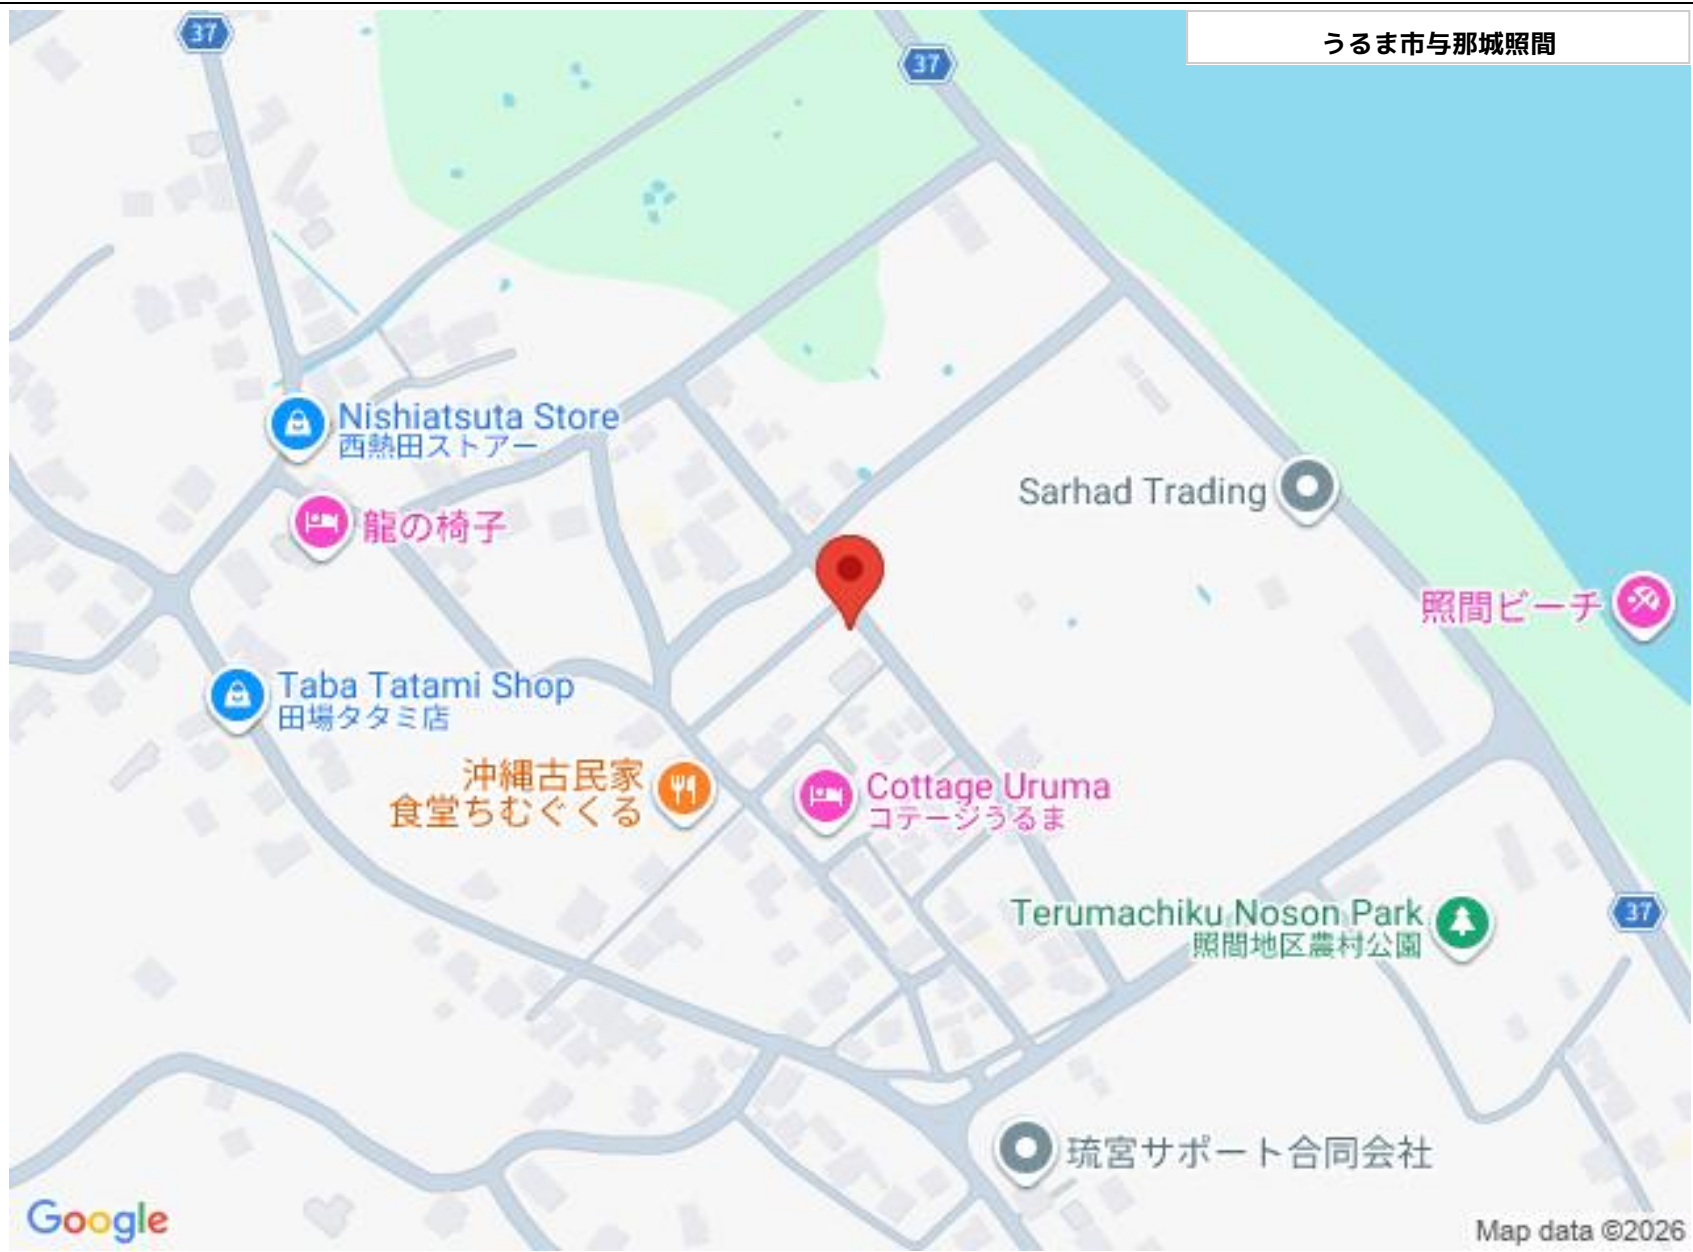 うるま市与那城照間
37
37
Nishiatsuta Store
西熱田ストアー
龍の椅子
Sarhad Trading
照間ビーチ
Taba Tatami Shop
田場タタミ店
沖縄古民家
食堂ちむぐくる
Cottage Uruma
コテージうるま
Terumachiku Noson Park
照間地区農村公園
37
琉宮サポート合同会社
Google
Map data ©2026